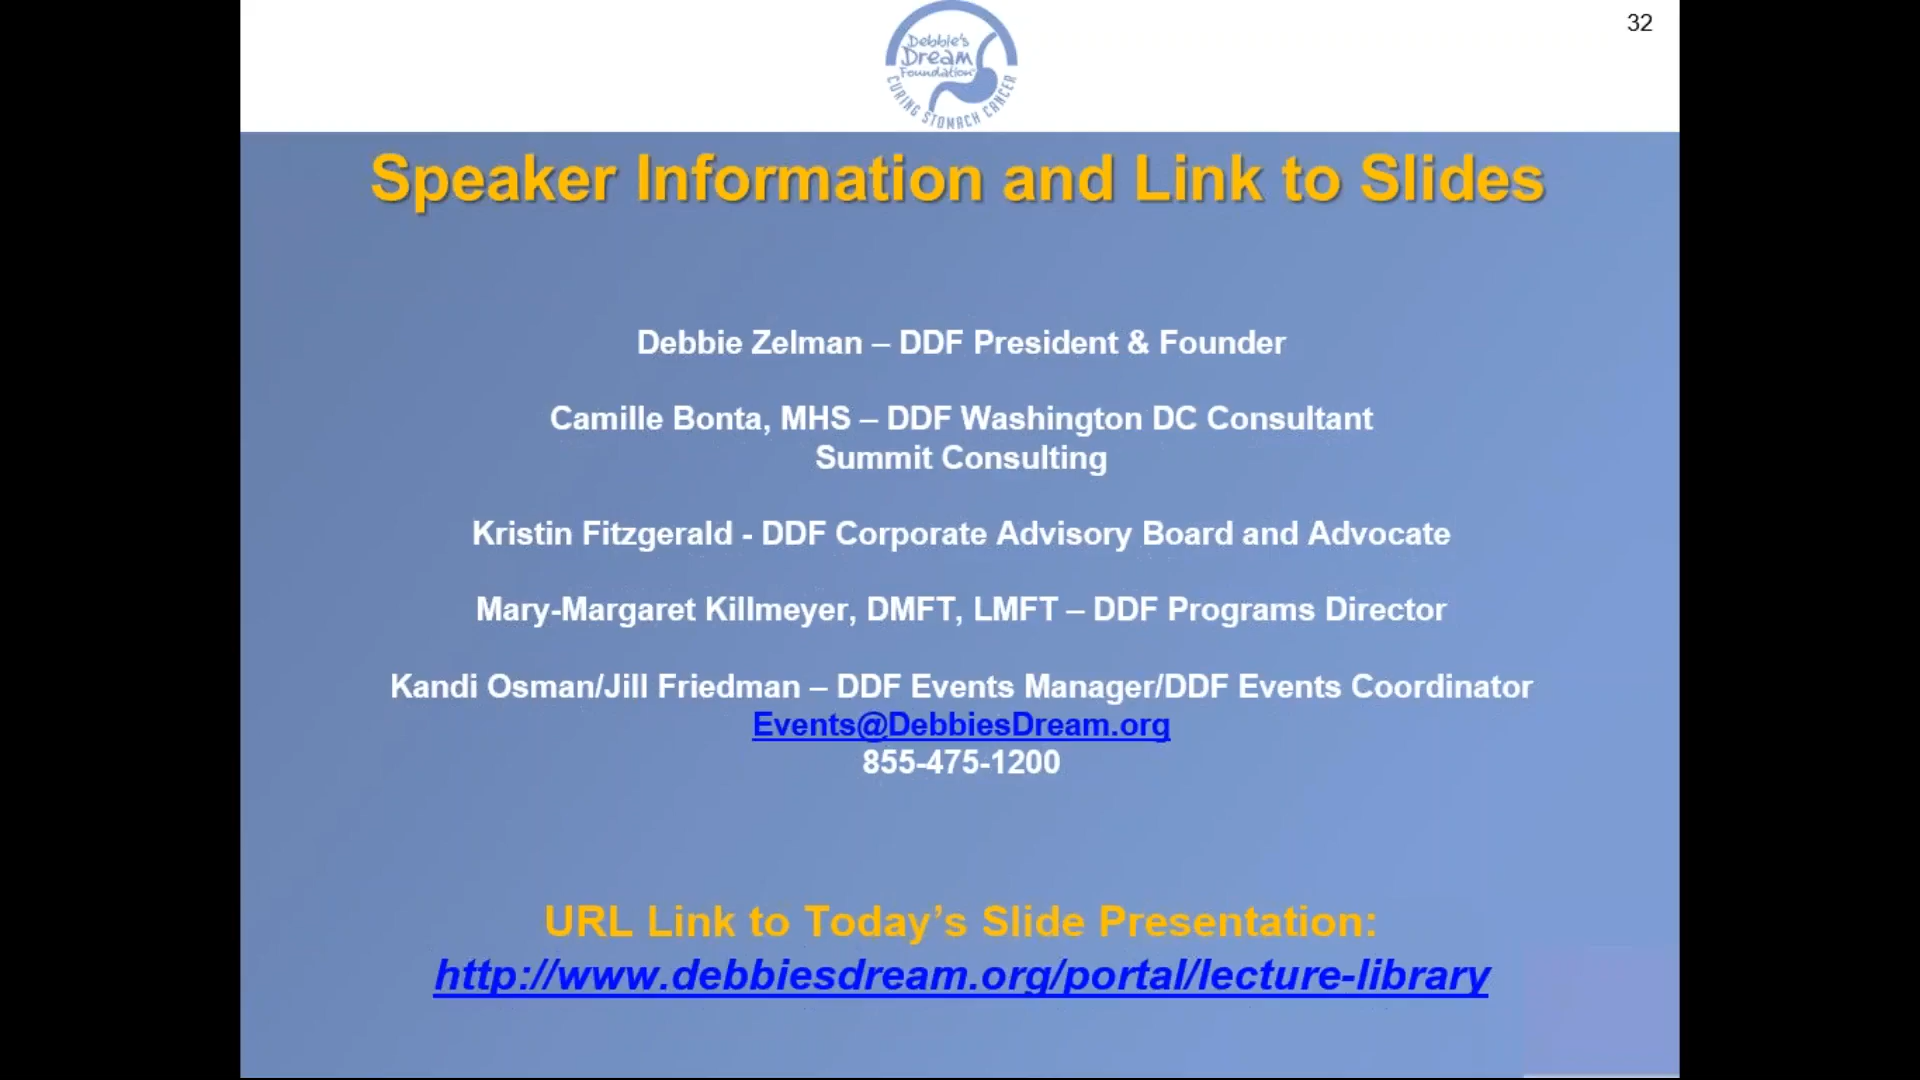 32
Debbie's
Dream
Foundation
CURING STOMACH CANCER
Speaker Information and Link to Slides
Debbie Zelman – DDF President & Founder
Camille Bonta, MHS – DDF Washington DC Consultant
Summit Consulting
Kristin Fitzgerald - DDF Corporate Advisory Board and Advocate
Mary-Margaret Killmeyer, DMFT, LMFT – DDF Programs Director
Kandi Osman/Jill Friedman – DDF Events Manager/DDF Events Coordinator
Events@DebbiesDream.org
855-475-1200
URL Link to Today’s Slide Presentation:
http://www.debbiesdream.org/portal/lecture-library